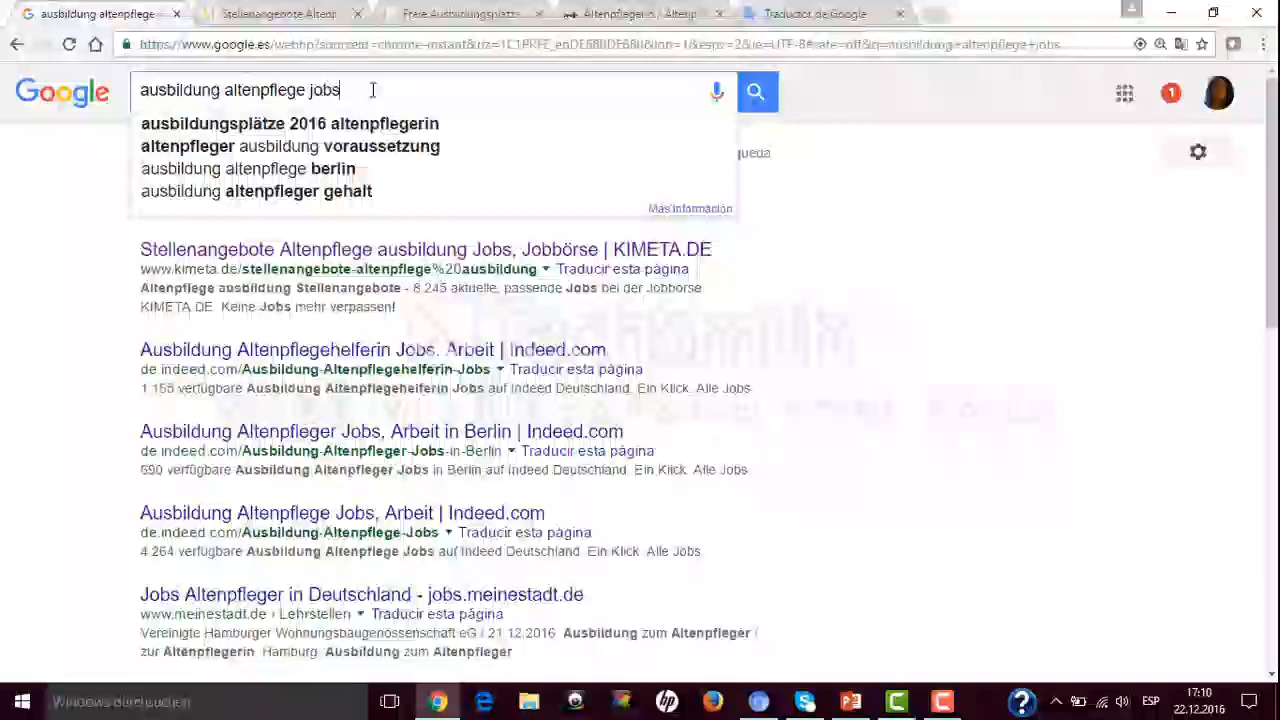 ausbildung altenpflege
Stellenangebote Altenpf
Freie Ausbildungsplätze
Altenpfleger/in | Altenp
Traductor de Google
ausbildung altenpflege jobs
Google
1
ausbildungsplätze 2016 altenpflegerin
altenpfleger ausbildung voraussetzung
ausbildung altenpflege berlin
ausbildung altenpfleger gehalt
queda
Más información
Stellenangebote Altenpflege ausbildung Jobs, Jobbörse | KIMETA.DE
www.kimeta.de/stellenangebote-altenpflege%20ausbildung Traducir esta página
Altenpflege ausbildung Stellenangebote - 8.245 aktuelle, passende Jobs bei der Jobbörse
KIMETA.DE. Keine Jobs mehr verpassen!
Ausbildung Altenpflegehelferin Jobs, Arbeit | Indeed.com
de.indeed.com/Ausbildung-Altenpflegehelferin-Jobs Traducir esta página
verfügbare Ausbildung Altenpflegehelferin Jobs auf Indeed Deutschland. Ein Klick. Alle Jobs.
Ausbildung Altenpfleger Jobs, Arbeit in Berlin | Indeed.com
de.indeed.com/Ausbildung-Altenpfleger-Jobs-in-Berlin Traducir esta página
verfügbare Ausbildung Altenpfleger Jobs in Berlin auf Indeed Deutschland. Ein Klick. Alle Jobs.
Ausbildung Altenpflege Jobs, Arbeit | Indeed.com
de.indeed.com/Ausbildung-Altenpflege-Jobs Traducir esta página
4.264 verfügbare Ausbildung Altenpflege Jobs auf Indeed Deutschland. Ein Klick. Alle Jobs.
Jobs Altenpfleger in Deutschland - jobs.meinestadt.de
www.meinestadt.de › Lehrstellen Traducir esta página
Vereinigte Hamburger Wohnungsbaugenossenschaft eG / 21.12.2016. Ausbildung zum Altenpfleger /
zur Altenpflegerin. Hamburg. Ausbildung zum Altenpfleger
Windows durchsuchen
ESP
17:10
22.12.2016